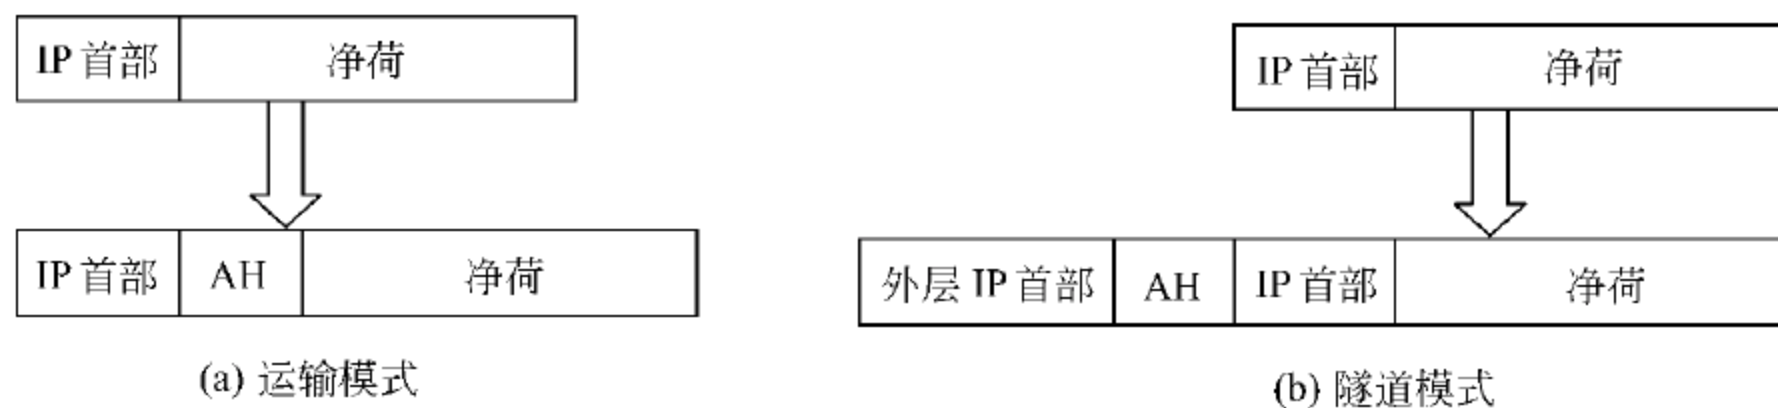 IP 首部 净荷
IP 首部 AH 净荷
(a) 运输模式
IP 首部 净荷
外层 IP 首部 AH IP 首部 净荷
(b) 隧道模式